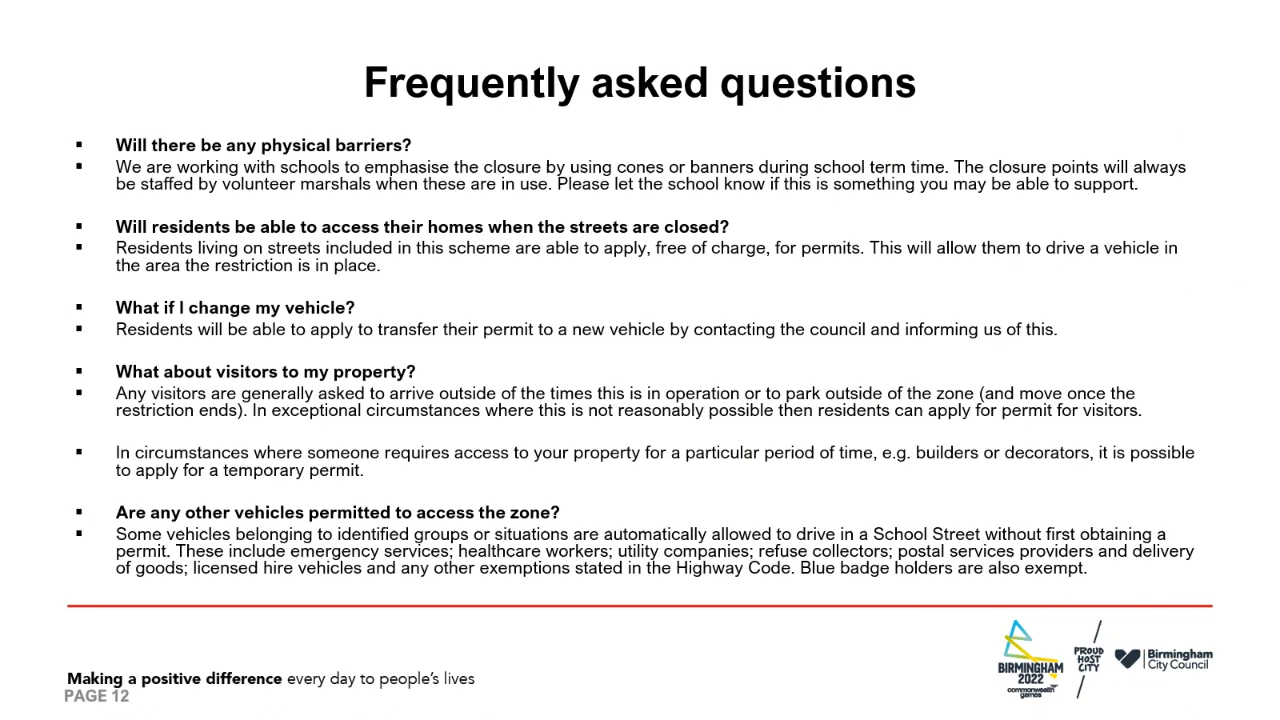 Frequently asked questions
▪ Will there be any physical barriers?
▪ We are working with schools to emphasise the closure by using cones or banners during school term time. The closure points will always
be staffed by volunteer marshals when these are in use. Please let the school know if this is something you may be able to support.
▪ Will residents be able to access their homes when the streets are closed?
▪ Residents living on streets included in this scheme are able to apply, free of charge, for permits. This will allow them to drive a vehicle in
the area the restriction is in place.
▪ What if I change my vehicle?
▪ Residents will be able to apply to transfer their permit to a new vehicle by contacting the council and informing us of this.
▪ What about visitors to my property?
▪ Any visitors are generally asked to arrive outside of the times this is in operation or to park outside of the zone (and move once the
restriction ends). In exceptional circumstances where this is not reasonably possible then residents can apply for permit for visitors.
▪ In circumstances where someone requires access to your property for a particular period of time, e.g. builders or decorators, it is possible
to apply for a temporary permit.
▪ Are any other vehicles permitted to access the zone?
▪ Some vehicles belonging to identified groups or situations are automatically allowed to drive in a School Street without first obtaining a
permit. These include emergency services; healthcare workers; utility companies; refuse collectors; postal services providers and delivery
of goods; licensed hire vehicles and any other exemptions stated in the Highway Code. Blue badge holders are also exempt.
Making a positive difference every day to people's lives
PAGE 12
BIRMINGHAM
2022
commonwealth
games
PROUD
HOST
CITY
Birmingham
City Council